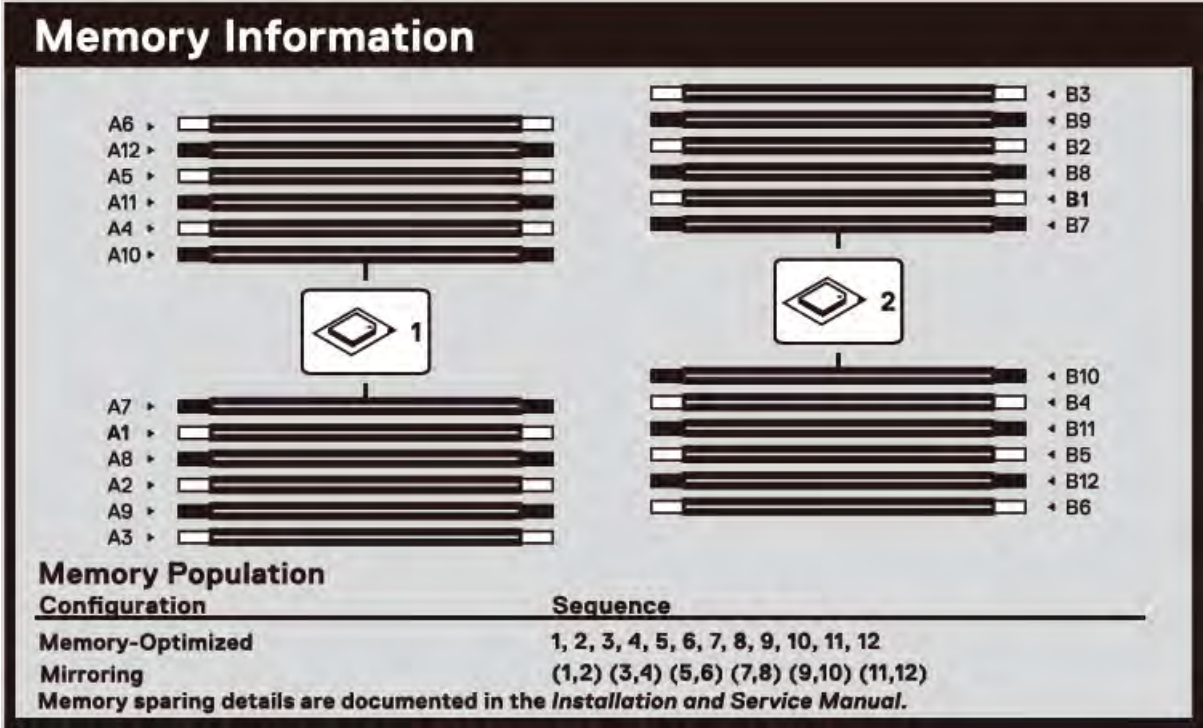 Memory Information
A6
A12
A5
A11
A4
A10
1
A7
A1
A8
A2
A9
A3
B3
B9
B2
B8
B1
B7
2
B10
B4
B11
B5
B12
B6
Memory Population
Configuration Sequence
Memory-Optimized 1, 2, 3, 4, 5, 6, 7, 8, 9, 10, 11, 12
Mirroring (1,2) (3,4) (5,6) (7,8) (9,10) (11,12)
Memory sparing details are documented in the Installation and Service Manual.